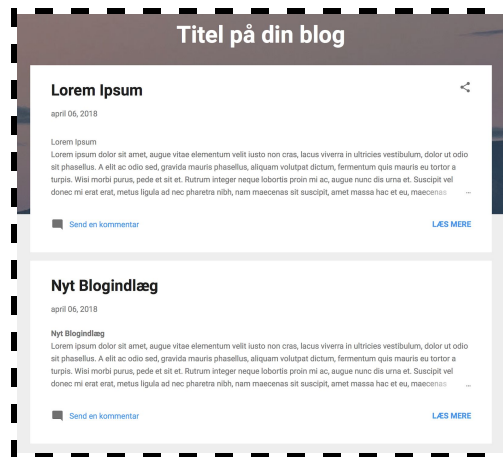 Titel på din blog
Lorem Ipsum
april 06, 2018
Lorem Ipsum
Lorem ipsum dolor sit amet, augue vitae elementum velit iusto non cras, lacus viverra in ultricies vestibulum, dolor ut odio
sit phasellus. A elit ac odio sed, gravida mauris phasellus, aliquam volutpat dictum, fermentum quis mauris eu tortor a
turpis. Wisi morbi purus, pede et sit et. Rutrum integer neque lobortis proin mi ac, augue nunc dis urna et. Suscipit vel
donec mi erat erat, metus ligula ad nec pharetra nibh, nam maecenas sit suscipit, amet massa hac et eu, maecenas ...
Send en kommentar
LÆS MERE
Nyt Blogindlæg
april 06, 2018
Nyt Blogindlæg
Lorem ipsum dolor sit amet, augue vitae elementum velit iusto non cras, lacus viverra in ultricies vestibulum, dolor ut odio
sit phasellus. A elit ac odio sed, gravida mauris phasellus, aliquam volutpat dictum, fermentum quis mauris eu tortor a
turpis. Wisi morbi purus, pede et sit et. Rutrum integer neque lobortis proin mi ac, augue nunc dis urna et. Suscipit vel
donec mi erat erat, metus ligula ad nec pharetra nibh, nam maecenas sit suscipit, amet massa hac et eu, maecenas ...
Send en kommentar
LÆS MERE